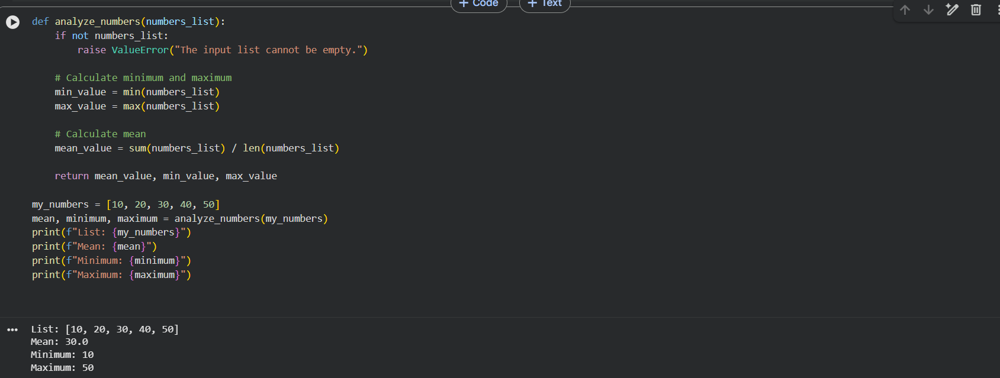 + Code + Text
def analyze_numbers(numbers_list):
    if not numbers_list:
        raise ValueError("The input list cannot be empty.")

    # Calculate minimum and maximum
    min_value = min(numbers_list)
    max_value = max(numbers_list)

    # Calculate mean
    mean_value = sum(numbers_list) / len(numbers_list)

    return mean_value, min_value, max_value

my_numbers = [10, 20, 30, 40, 50]
mean, minimum, maximum = analyze_numbers(my_numbers)
print(f"List: {my_numbers}")
print(f"Mean: {mean}")
print(f"Minimum: {minimum}")
print(f"Maximum: {maximum}")

List: [10, 20, 30, 40, 50]
Mean: 30.0
Minimum: 10
Maximum: 50